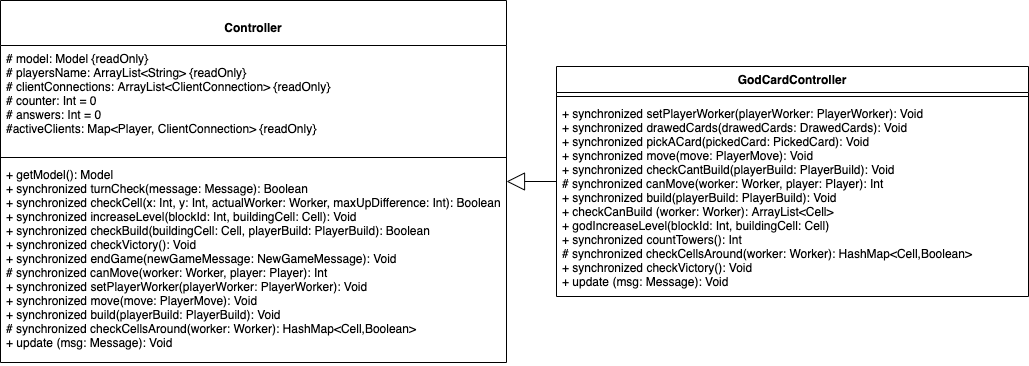 Controller
# model: Model {readOnly}
# playersName: ArrayList<String> {readOnly}
# clientConnections: ArrayList<ClientConnection> {readOnly}
# counter: Int = 0
# answers: Int = 0
#activeClients: Map<Player, ClientConnection> {readOnly}
+ getModel(): Model
+ synchronized turnCheck(message: Message): Boolean
+ synchronized checkCell(x: Int, y: Int, actualWorker: Worker, maxUpDifference: Int): Boolean
+ synchronized increaseLevel(blockId: Int, buildingCell: Cell): Void
+ synchronized checkBuild(buildingCell: Cell, playerBuild: PlayerBuild): Boolean
+ synchronized checkVictory(): Void
+ synchronized endGame(newGameMessage: NewGameMessage): Void
# synchronized canMove(worker: Worker, player: Player): Int
+ synchronized setPlayerWorker(playerWorker: PlayerWorker): Void
+ synchronized move(move: PlayerMove): Void
+ synchronized build(playerBuild: PlayerBuild): Void
# synchronized checkCellsAround(worker: Worker): HashMap<Cell,Boolean>
+ update (msg: Message): Void
GodCardController
+ synchronized setPlayerWorker(playerWorker: PlayerWorker): Void
+ synchronized drawedCards(drawedCards: DrawedCards): Void
+ synchronized pickACard(pickedCard: PickedCard): Void
+ synchronized move(move: PlayerMove): Void
+ synchronized checkCantBuild(playerBuild: PlayerBuild): Void
# synchronized canMove(worker: Worker, player: Player): Int
+ synchronized build(playerBuild: PlayerBuild): Void
+ checkCanBuild (worker: Worker): ArrayList<Cell>
+ godIncreaseLevel(blockId: Int, buildingCell: Cell)
+ synchronized countTowers(): Int
# synchronized checkCellsAround(worker: Worker): HashMap<Cell,Boolean>
+ synchronized checkVictory(): Void
+ update (msg: Message): Void